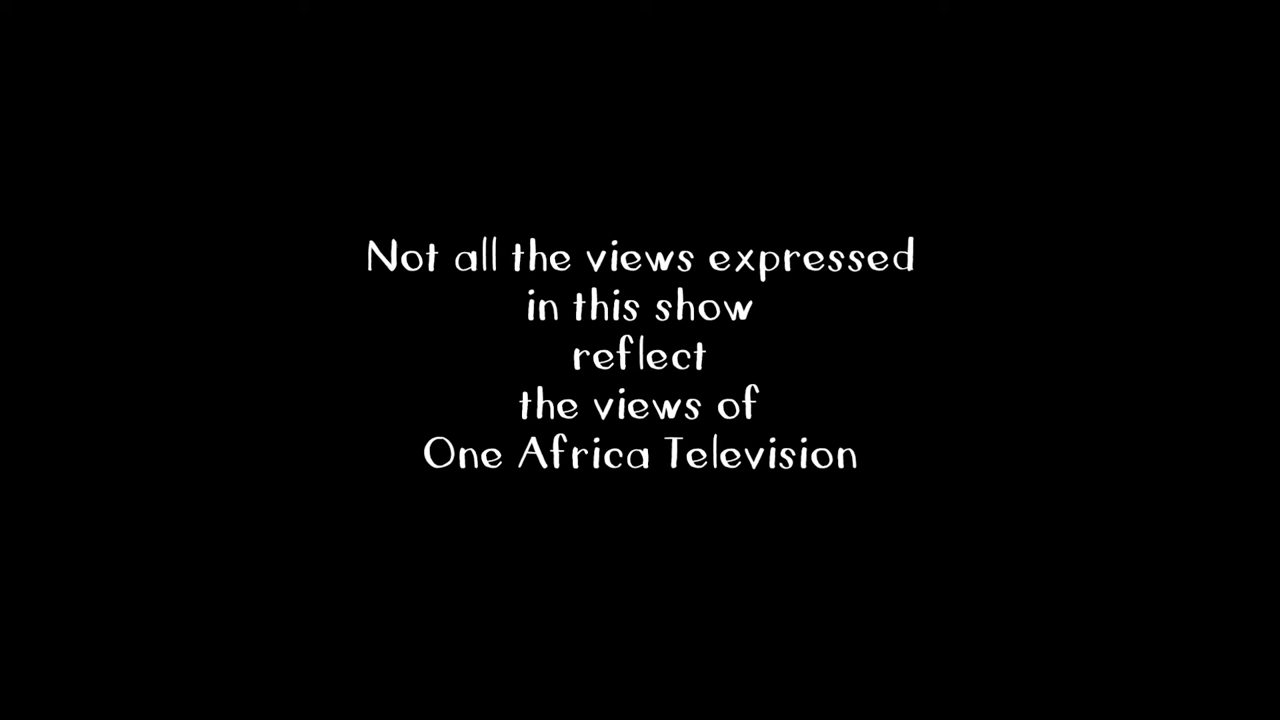 Not all the views expressed
in this show
reflect
the views of
One Africa Television